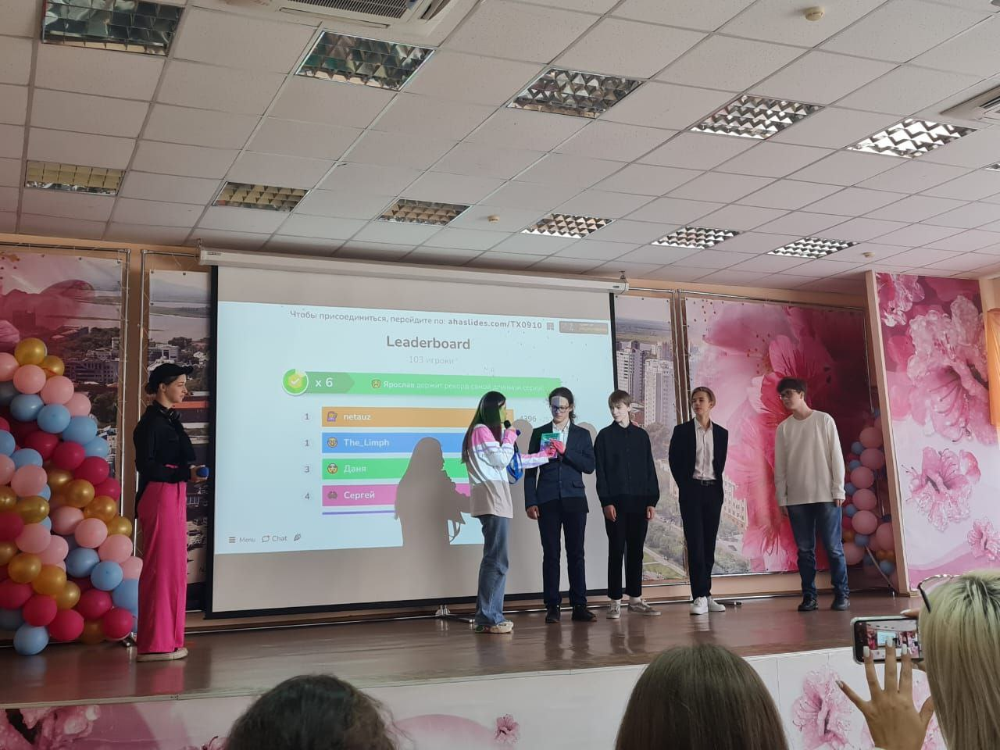 Чтобы присоединиться, перейдите по: ahaslides.com/TX0910
Leaderboard
103 игроки
x 6
Ярослав держит рекорд самой длинной серии!
1 netauz 4396
1 The_Limph
3 Даня
4 Сергей
Menu Chat